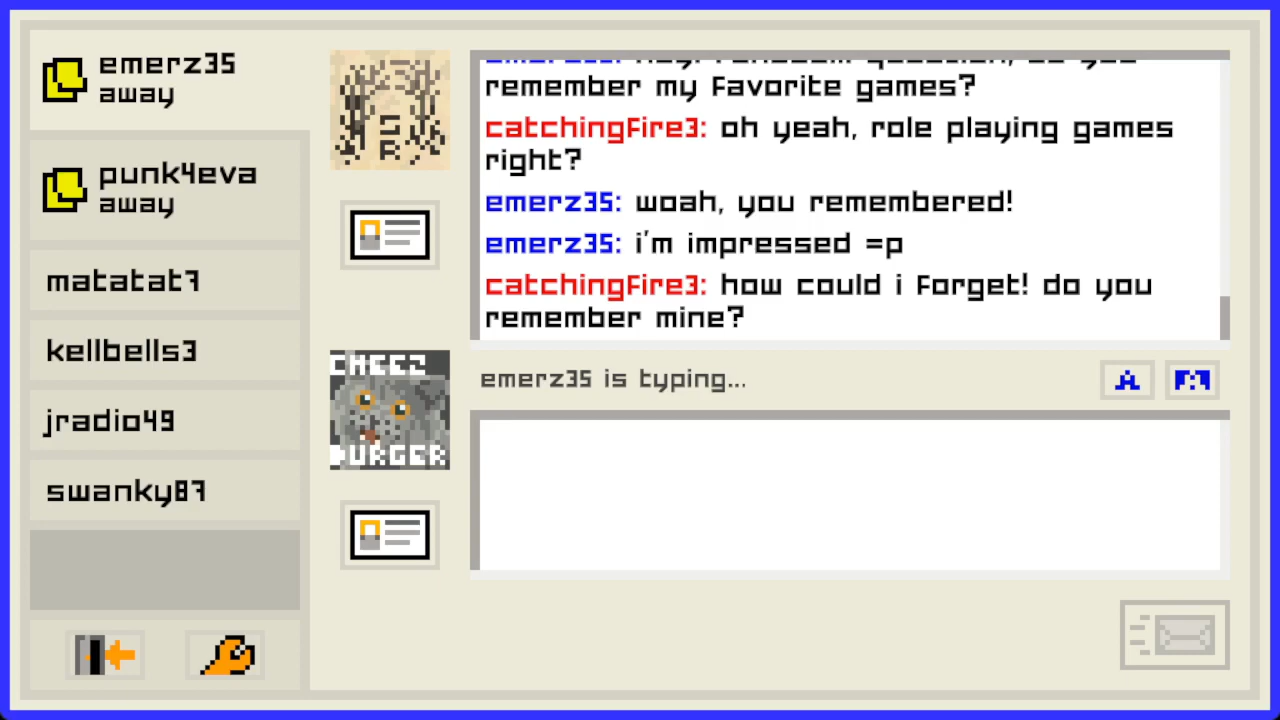 emerz35
away
punk4eva
away
matatat7
kellbells3
jradio49
swanky87
remember my favorite games?
catchingfire3: oh yeah, role playing games
right?
emerz35: woah, you remembered!
emerz35: i'm impressed =p
catchingfire3: how could i forget! do you
remember mine?
emerz35 is typing...
A
CHEEZ
BURGER